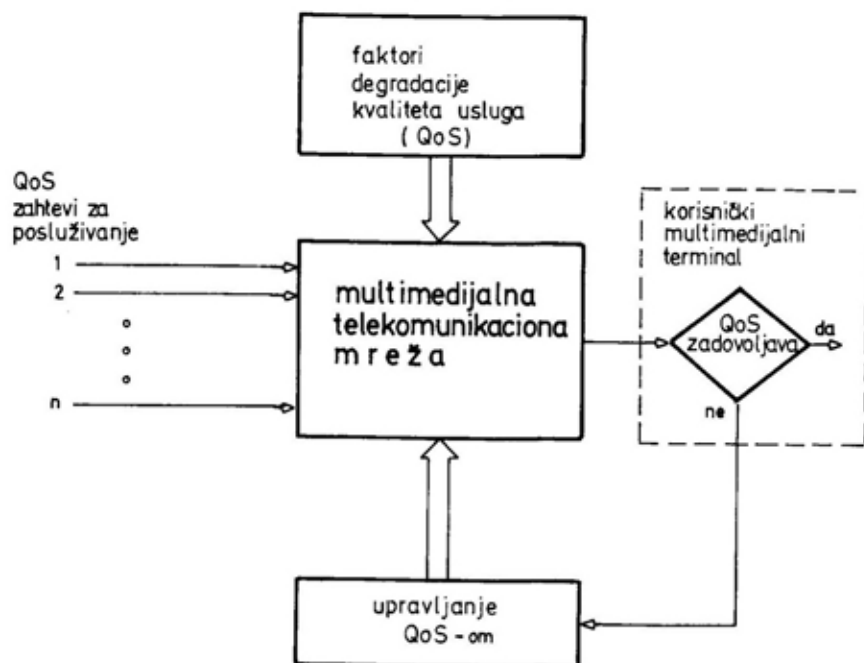 faktori
degradacije
kvaliteta usluga
( QoS)
QoS
zahtevi za
posluživanje
1
2
n
multimedijalna
telekomunikaciona
mreža
korisnički
multimedijalni
terminal
QoS
zadovoljava
da
ne
upravljanje
QoS - om